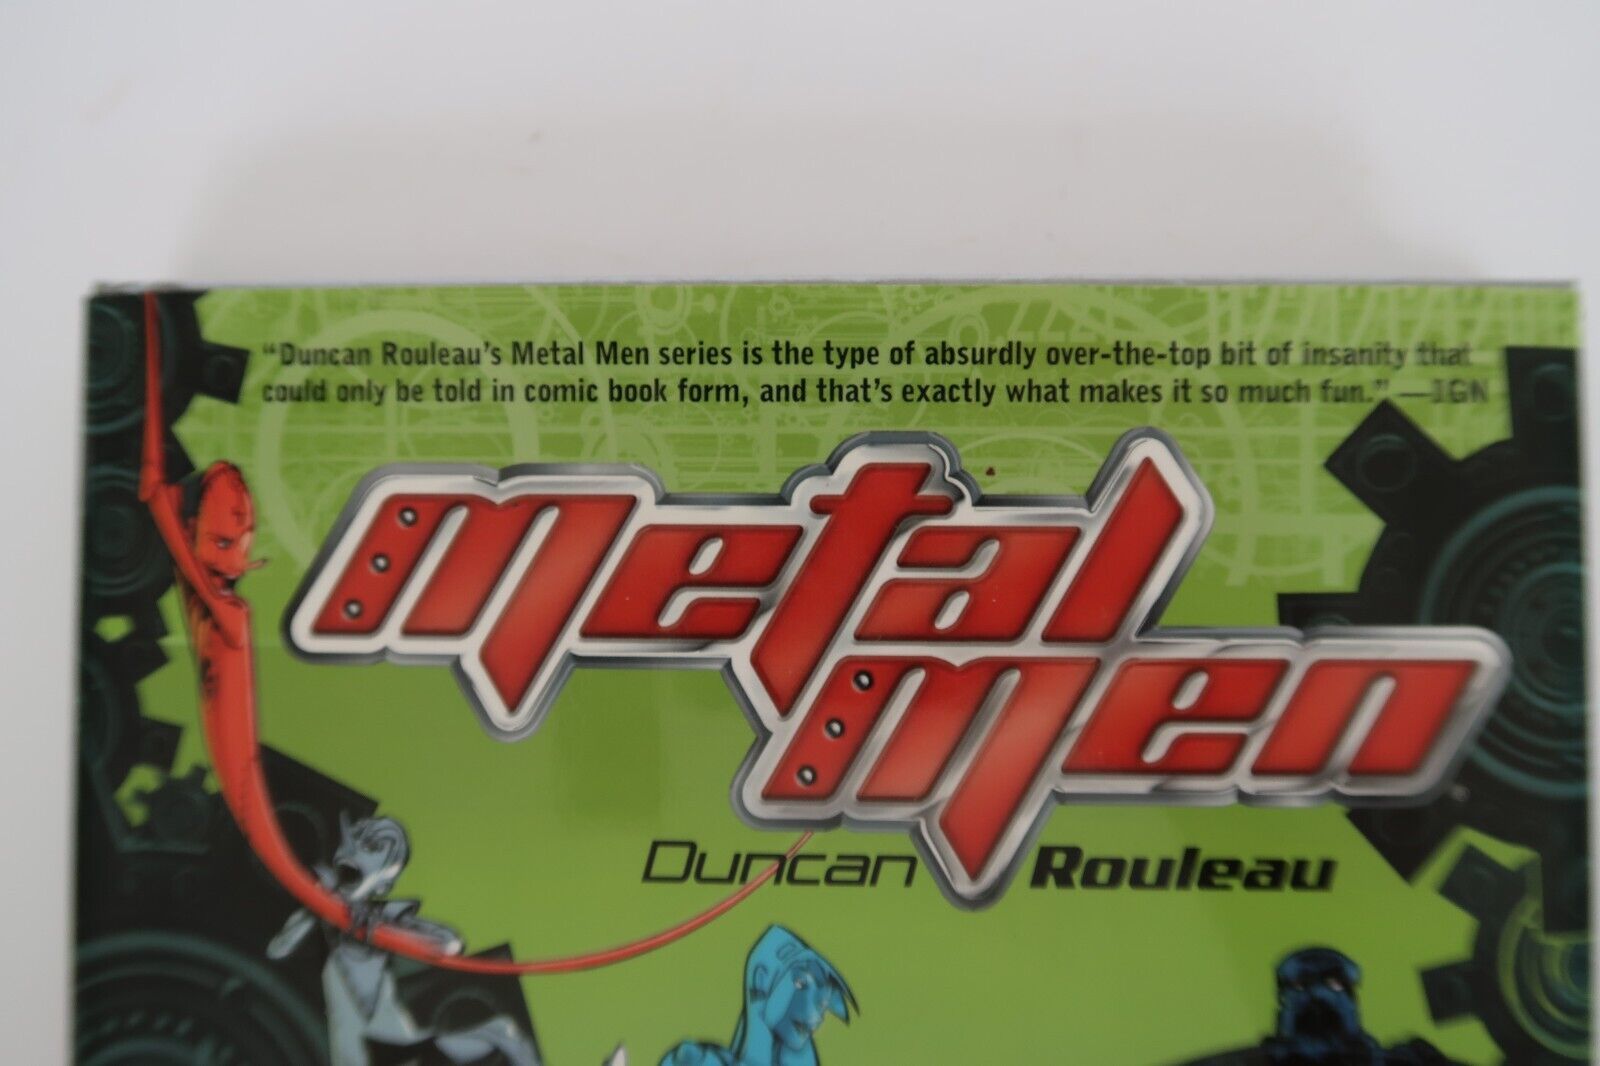 "Duncan Rouleau's Metal Men series is the type of absurdly over-the-top bit of insanity that
could only be told in comic book form, and that's exactly what makes it so much fun."—IGN
metal
men
Duncan Rouleau